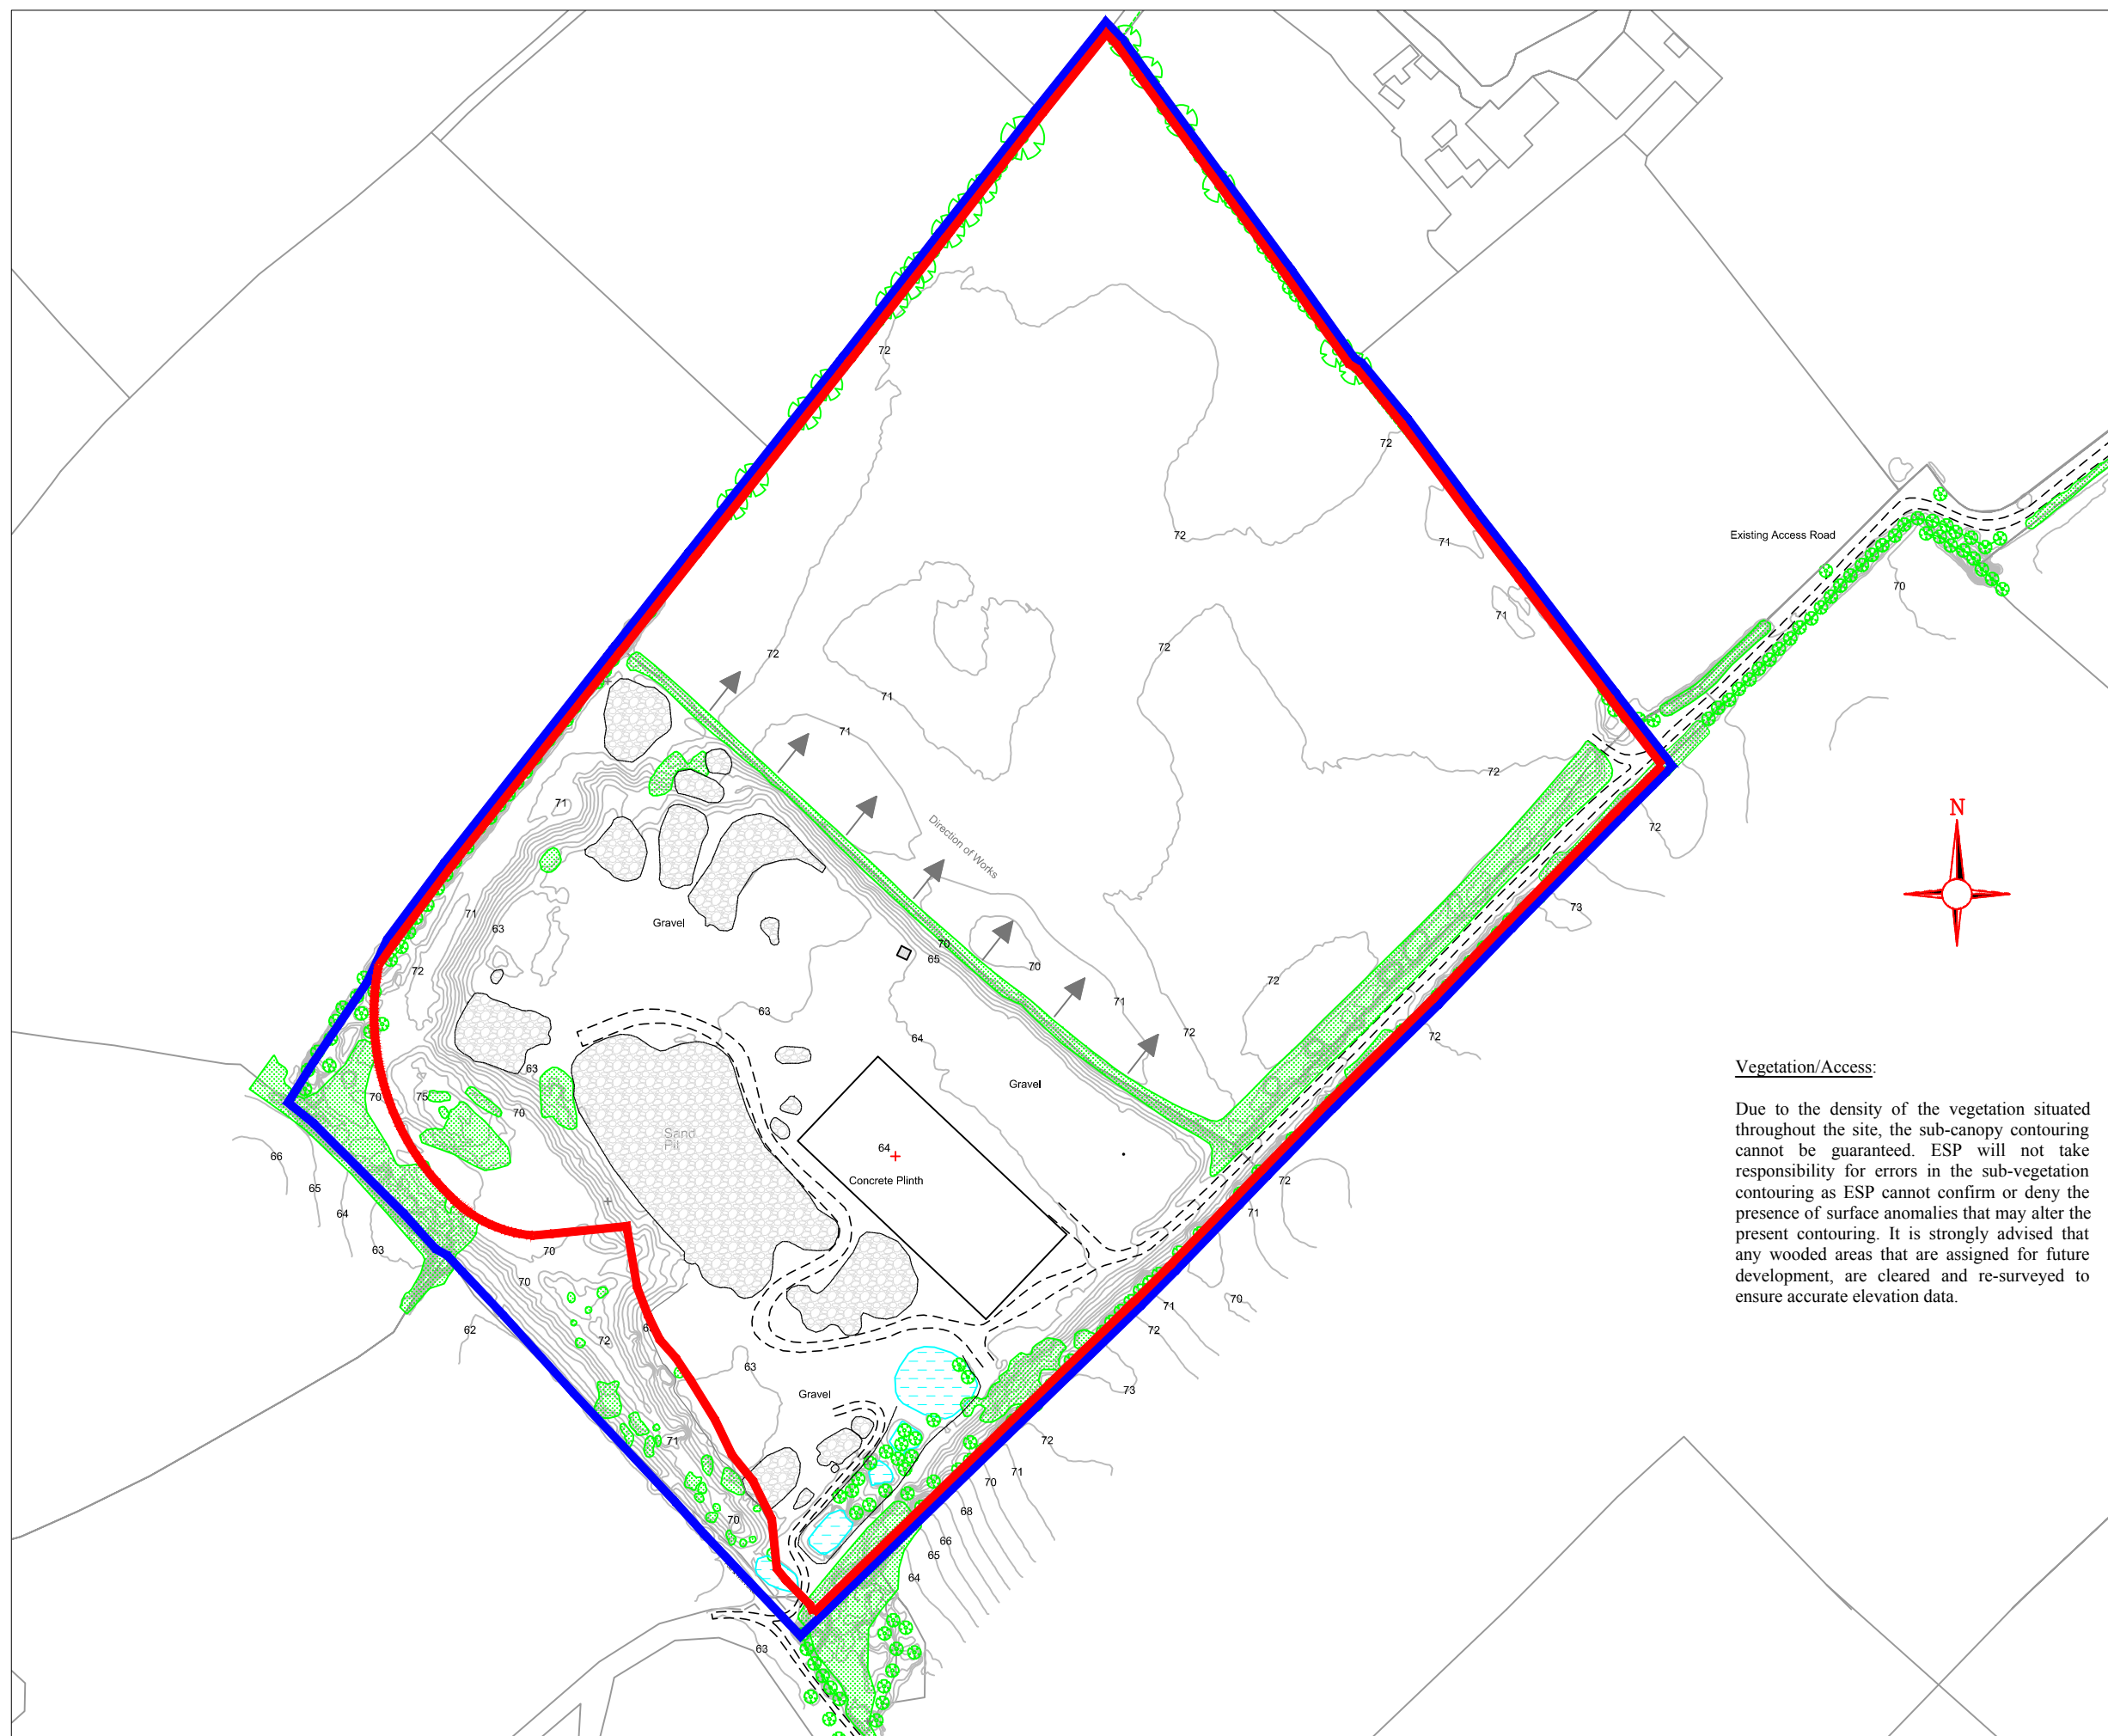 72
72
72
71
Existing Access Road
70
71
72
72
71
71
72
71
72
Direction of Works
N
71
63
Gravel
73
70
65
70
72
72
71
63
64
72
72
63
Gravel
70
75
70
Sand
Pit
64
Concrete Plinth
66
65
64
63
70
70
72
71
70
71
72
62
72
63
73
Gravel
71
72
71
70
70
68
66
65
64
63
Vegetation/Access:
Due to the density of the vegetation situated
throughout the site, the sub-canopy contouring
cannot be guaranteed. ESP will not take
responsibility for errors in the sub-vegetation
contouring as ESP cannot confirm or deny the
presence of surface anomalies that may alter the
present contouring. It is strongly advised that
any wooded areas that are assigned for future
development, are cleared and re-surveyed to
ensure accurate elevation data.